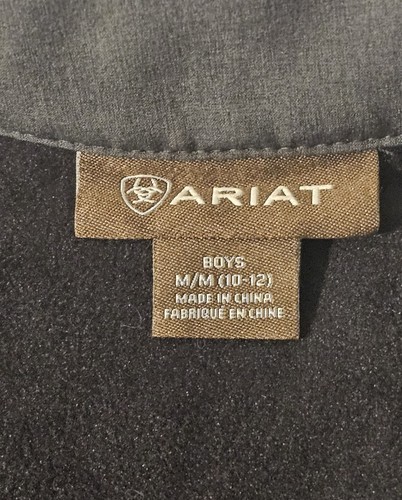 ARIAT
BOYS
M/M (10-12)
MADE IN CHINA
FABRIQUÉ EN CHINE